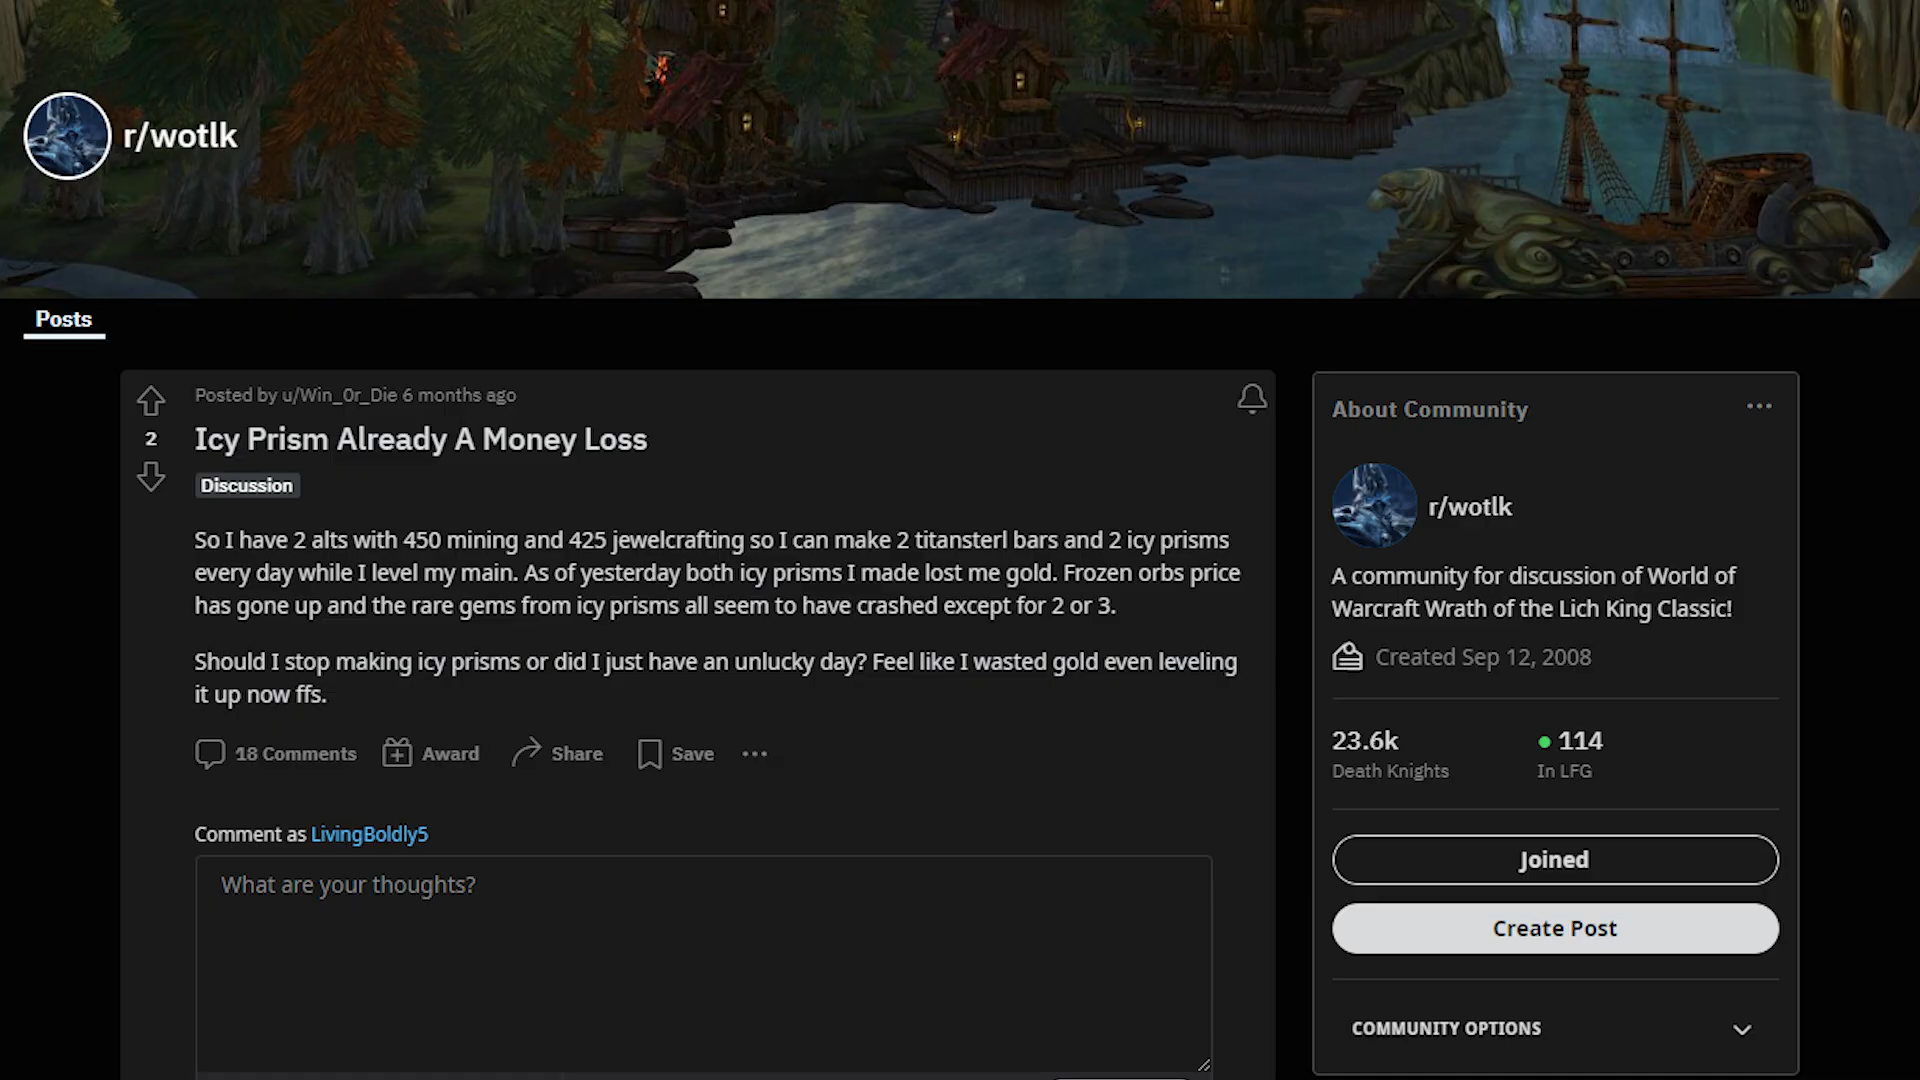 r/wotlk
Posts
Posted by u/Win_0r_Die 6 months ago
2
Icy Prism Already A Money Loss
Discussion
So I have 2 alts with 450 mining and 425 jewelcrafting so I can make 2 titansterl bars and 2 icy prisms
every day while I level my main. As of yesterday both icy prisms I made lost me gold. Frozen orbs price
has gone up and the rare gems from icy prisms all seem to have crashed except for 2 or 3.
Should I stop making icy prisms or did I just have an unlucky day? Feel like I wasted gold even leveling
it up now ffs.
18 Comments Award Share Save
Comment as LivingBoldly5
What are your thoughts?
About Community
r/wotlk
A community for discussion of World of
Warcraft Wrath of the Lich King Classic!
Created Sep 12, 2008
23.6k 114
Death Knights In LFG
Joined
Create Post
COMMUNITY OPTIONS